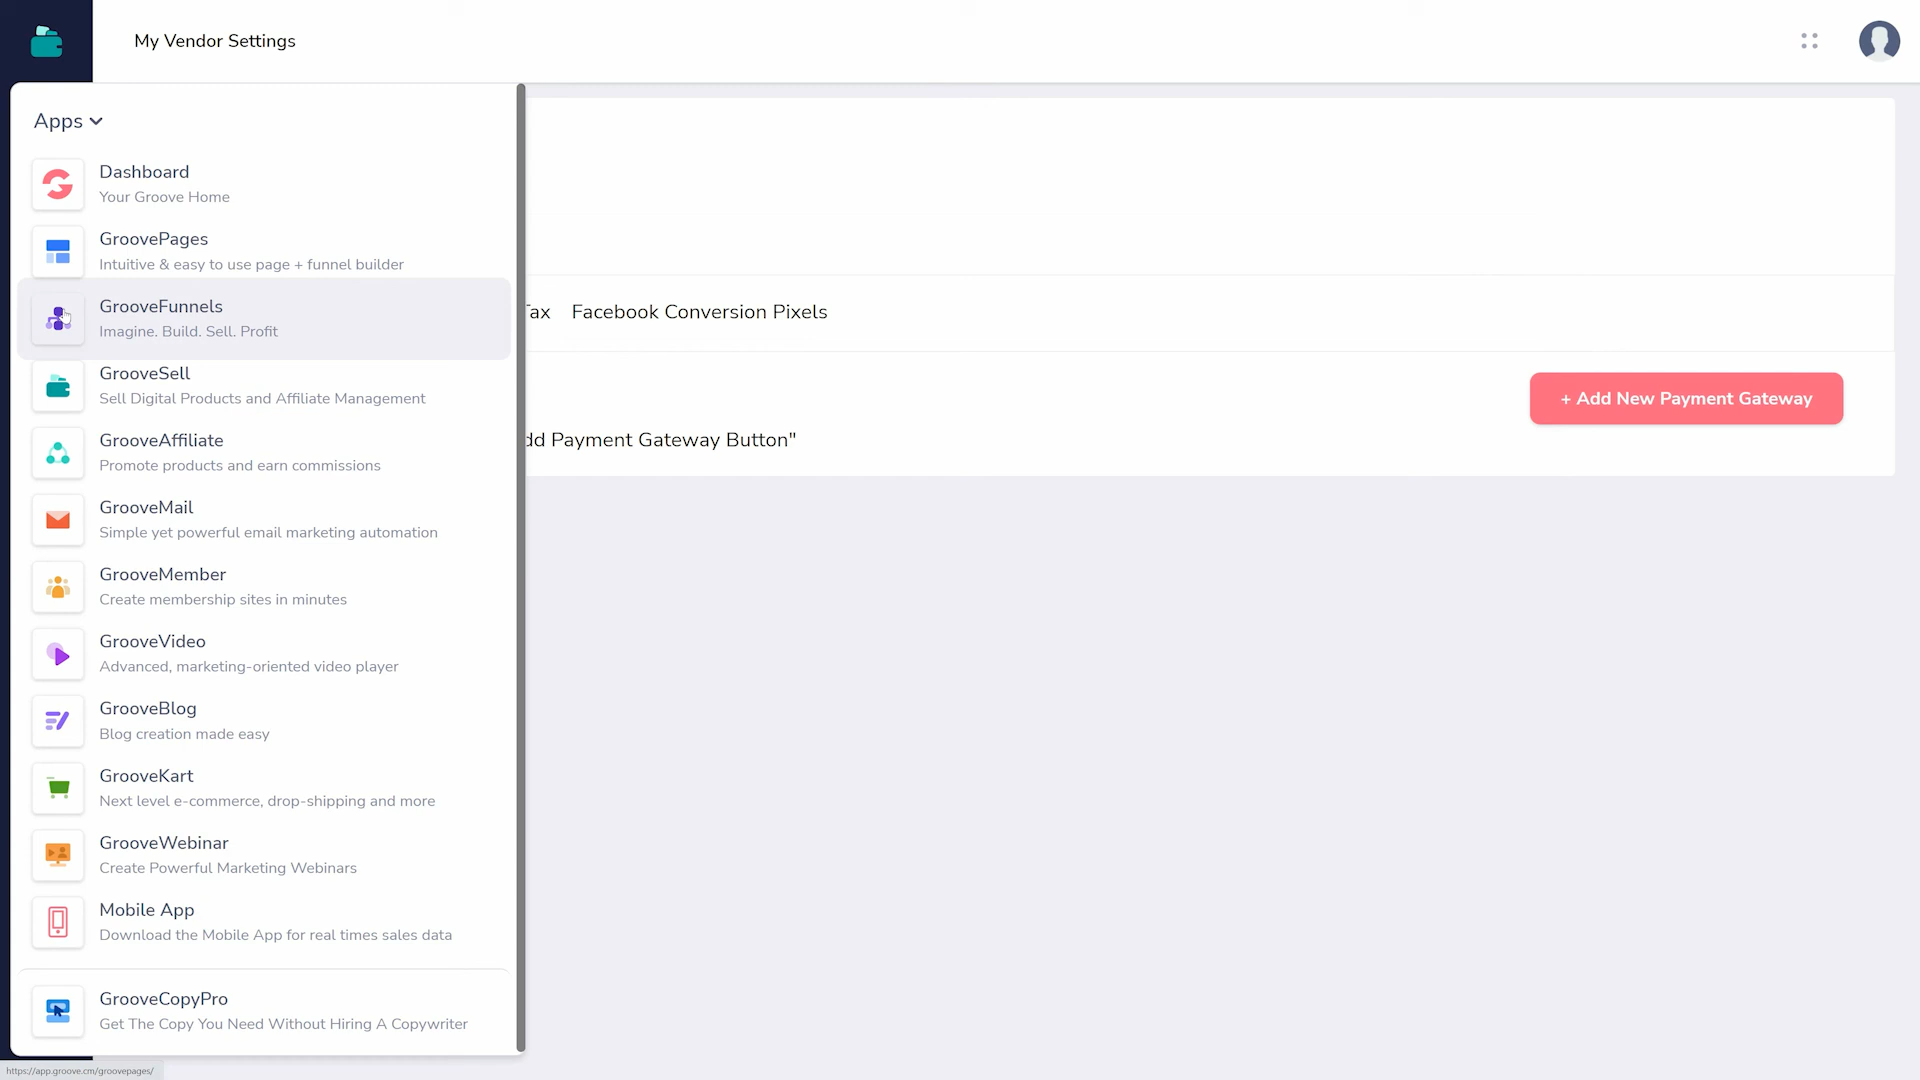 My Vendor Settings
Apps
Dashboard
Your Groove Home
GroovePages
Intuitive & easy to use page + funnel builder
GrooveFunnels
Imagine. Build. Sell. Profit
Tax Facebook Conversion Pixels
GrooveSell
Sell Digital Products and Affiliate Management
+ Add New Payment Gateway
GrooveAffiliate
Promote products and earn commissions
dd Payment Gateway Button"
GrooveMail
Simple yet powerful email marketing automation
GrooveMember
Create membership sites in minutes
GrooveVideo
Advanced, marketing-oriented video player
GrooveBlog
Blog creation made easy
GrooveKart
Next level e-commerce, drop-shipping and more
GrooveWebinar
Create Powerful Marketing Webinars
Mobile App
Download the Mobile App for real times sales data
GrooveCopyPro
Get The Copy You Need Without Hiring A Copywriter
https://app.groove.cm/groovepages/